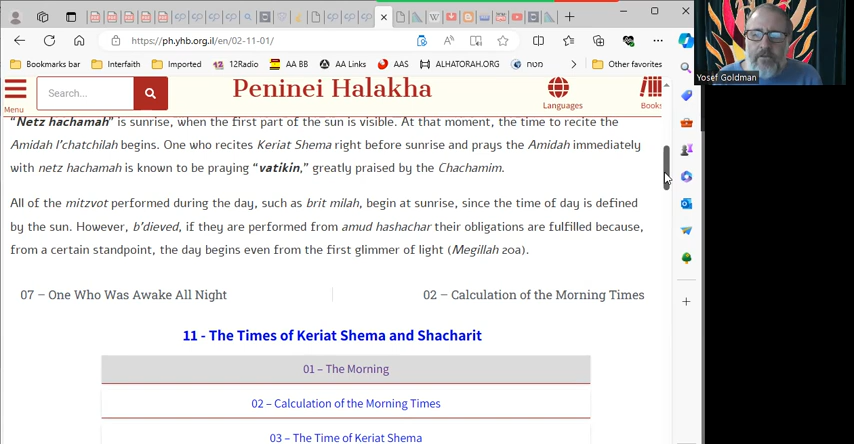 https://ph.yhb.org.il/en/02-11-01/
Bookmarks bar Interfaith Imported 12Radio AA BB AA Links AAS ALHATORAH.ORG Other favorites
Yosef Goldman
Menu
Search...
Peninei Halakha
Languages
Books
"Netz hachamah" is sunrise, when the first part of the sun is visible. At that moment, the time to recite the
Amidah l'chatchilah begins. One who recites Keriat Shema right before sunrise and prays the Amidah immediately
with netz hachamah is known to be praying "vatikin," greatly praised by the Chachamim.
All of the mitzvot performed during the day, such as brit milah, begin at sunrise, since the time of day is defined
by the sun. However, b'dieved, if they are performed from amud hashachar their obligations are fulfilled because,
from a certain standpoint, the day begins even from the first glimmer of light (Megillah 20a).
07 – One Who Was Awake All Night
02 – Calculation of the Morning Times
11 - The Times of Keriat Shema and Shacharit
01 – The Morning
02 – Calculation of the Morning Times
03 – The Time of Keriat Shema